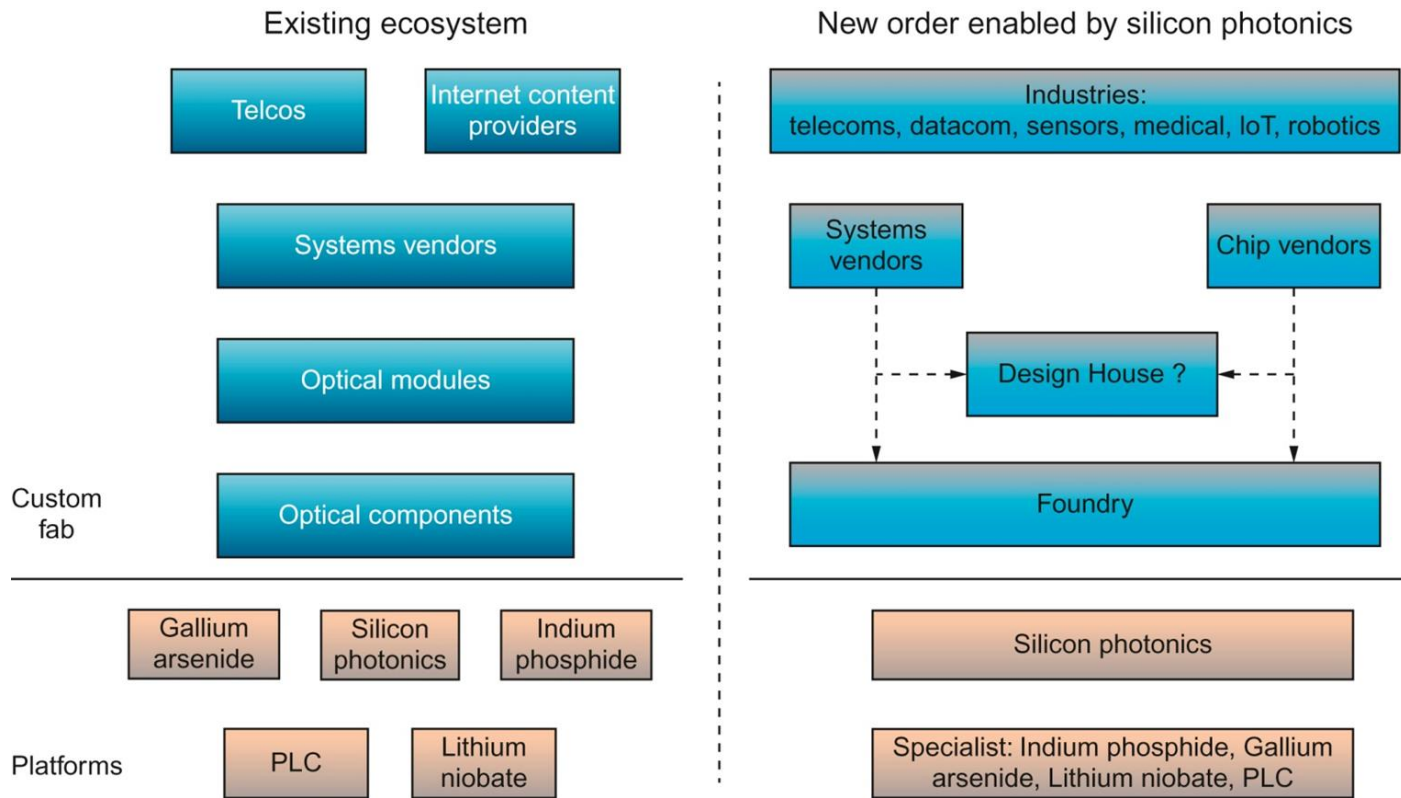 Existing ecosystem
Telcos
Internet content
providers
Systems vendors
Optical modules
Custom
fab
Optical components
Gallium
arsenide
Silicon
photonics
Indium
phosphide
Platforms
PLC
Lithium
niobate
New order enabled by silicon photonics
Industries:
telecoms, datacom, sensors, medical, IoT, robotics
Systems
vendors
Chip vendors
Design House ?
Foundry
Silicon photonics
Specialist: Indium phosphide, Gallium
arsenide, Lithium niobate, PLC